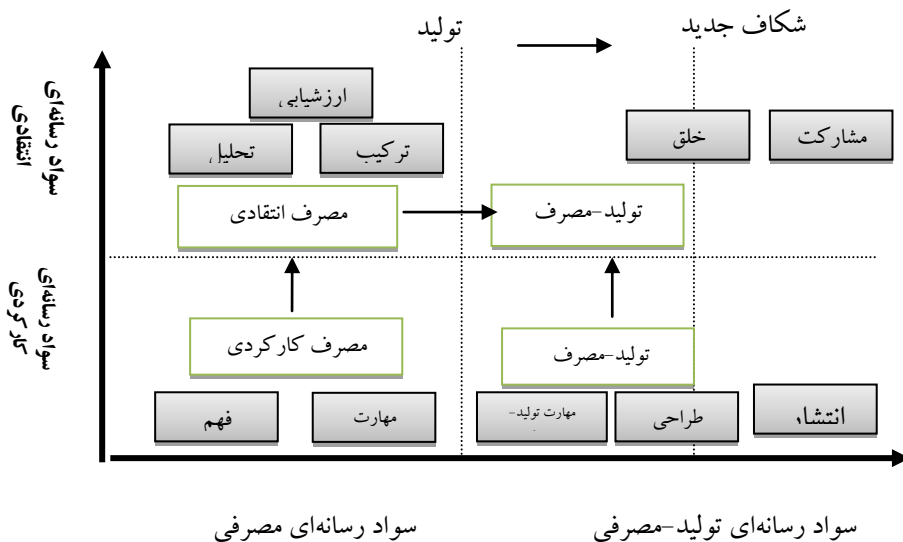 شکاف جدید
تولید
ارزشیابی
تحلیل
ترکیب
خلق
مشارکت
سواد رسانه‌ای
انتقادی
مصرف انتقادی
تولید-مصرف
سواد رسانه‌ای
کارکردی
مصرف کارکردی
تولید-مصرف
فهم
مهارت
مهارت تولید-
طراحی
انتشار
سواد رسانه‌ای مصرفی
سواد رسانه‌ای تولید-مصرفی